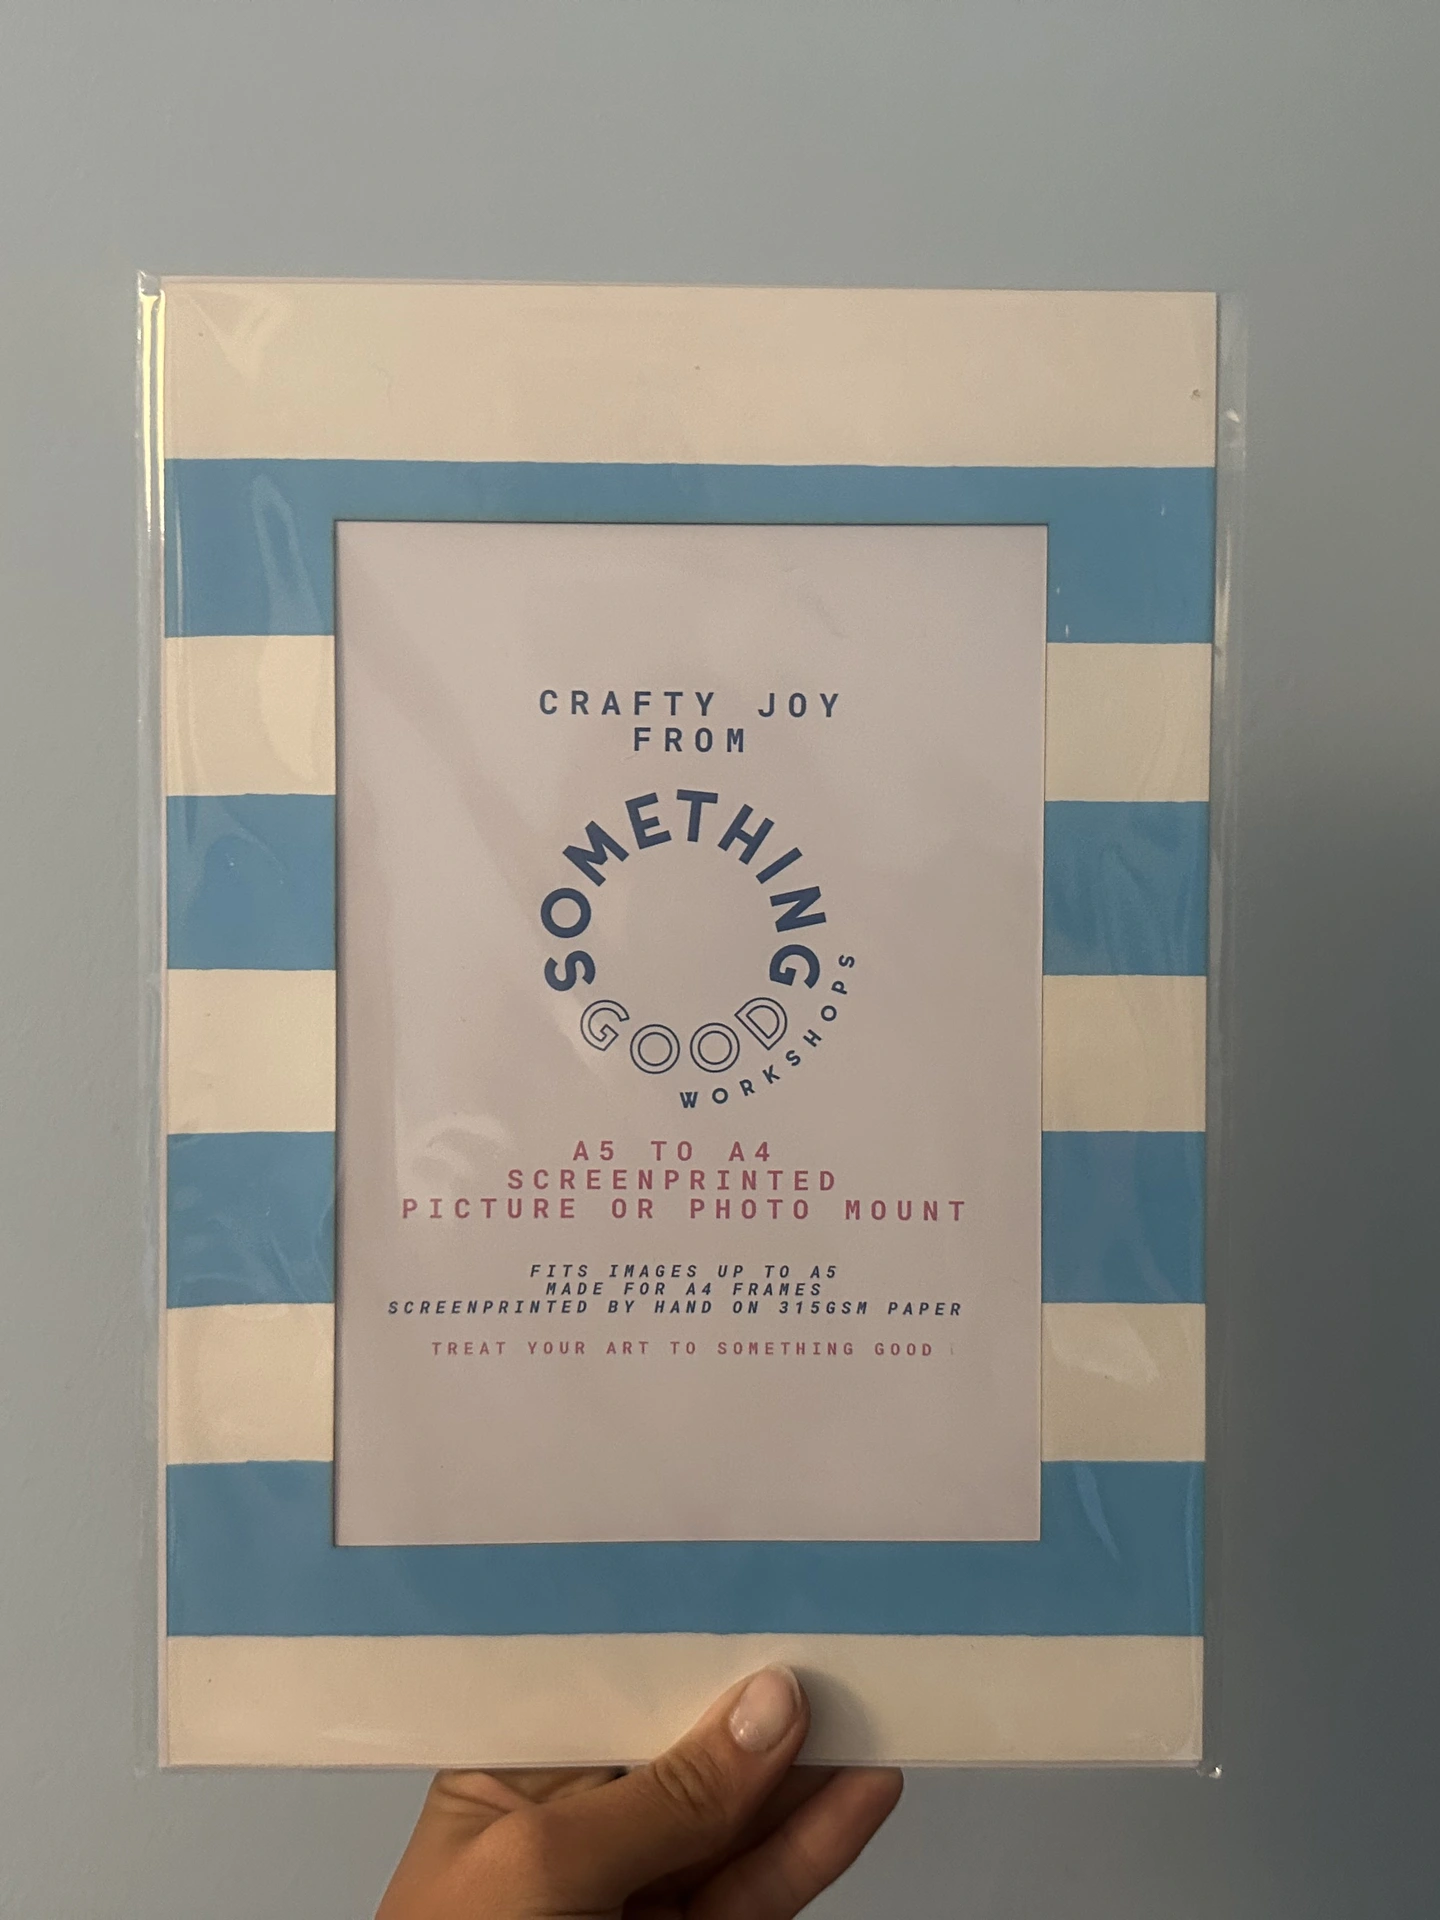 CRAFTY JOY
FROM
SOMETHING
GOOD
WORKSHOPS
A5 TO A4
SCREENPRINTED
PICTURE OR PHOTO MOUNT
FITS IMAGES UP TO A5
MADE FOR A4 FRAMES
SCREENPRINTED BY HAND ON 315GSM PAPER
TREAT YOUR ART TO SOMETHING GOOD